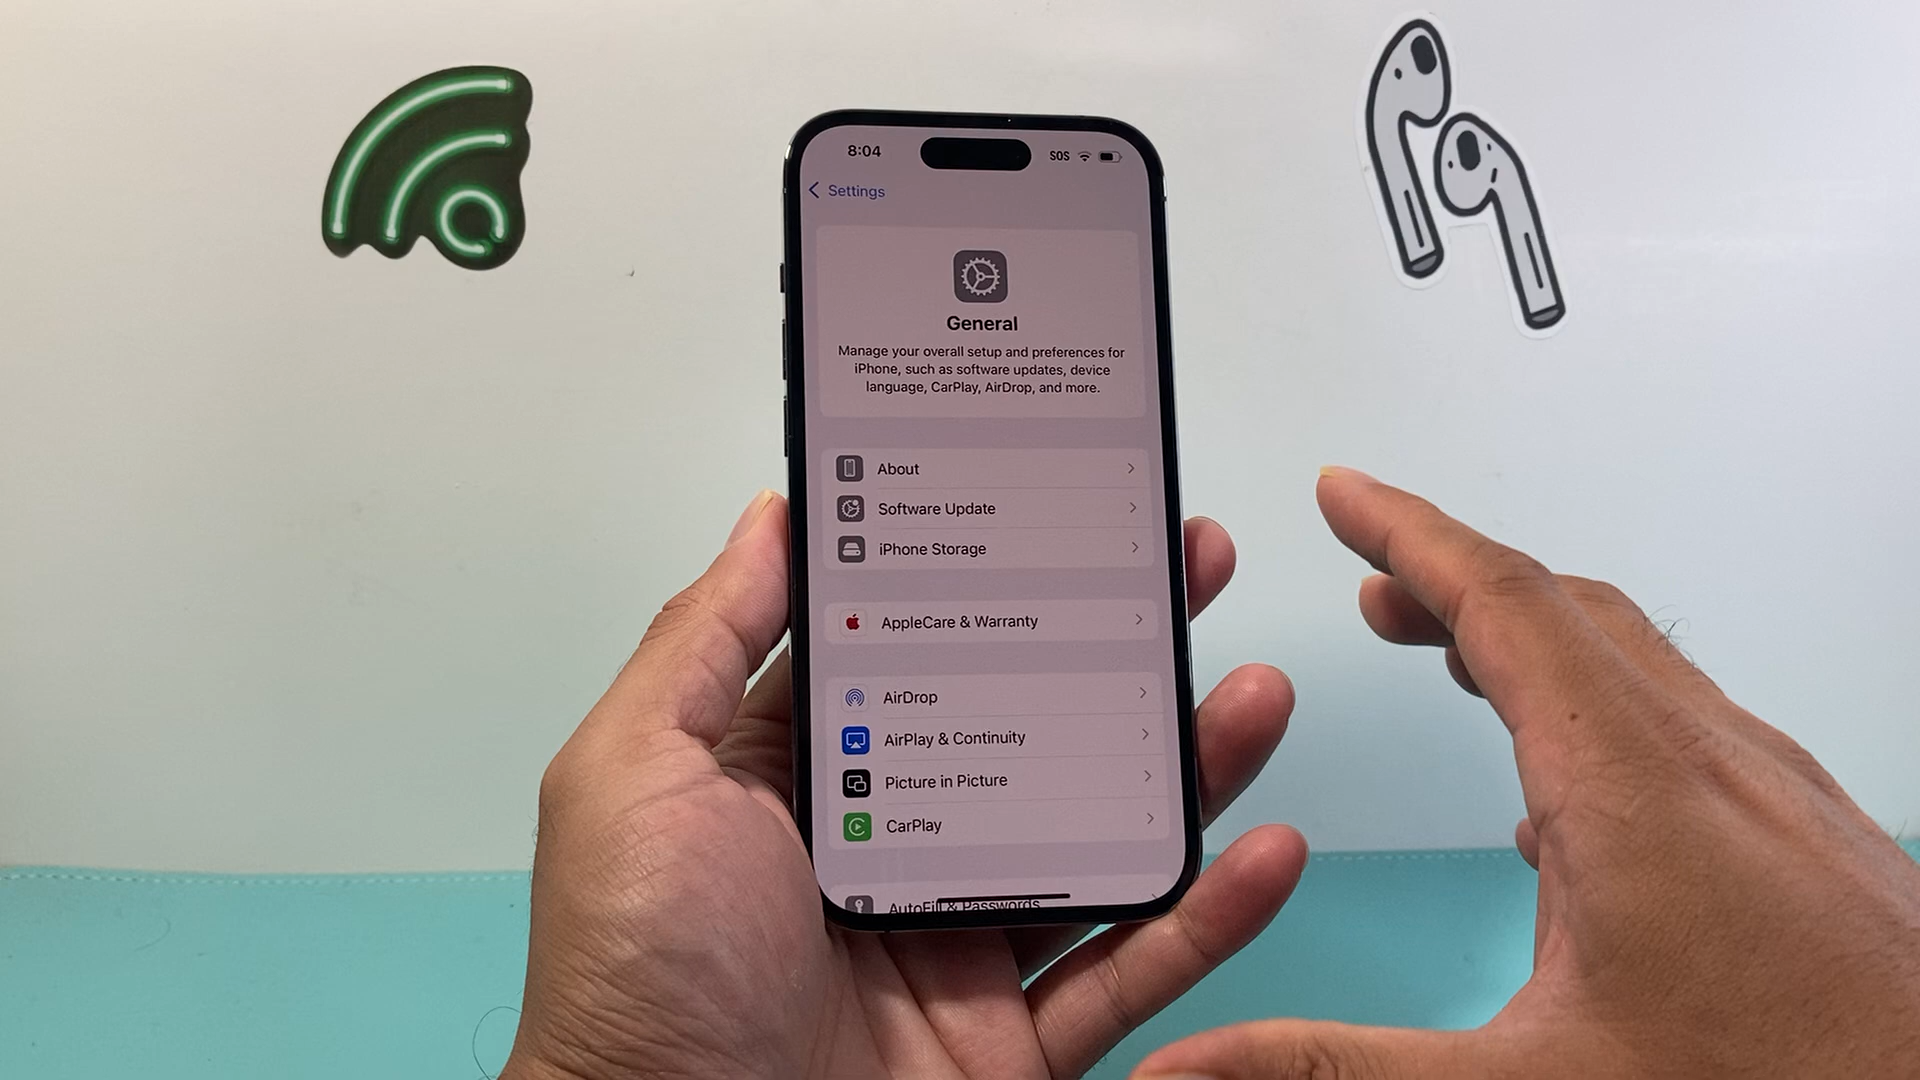 8:04
SOS
Settings
General
Manage your overall setup and preferences for
iPhone, such as software updates, device
language, CarPlay, AirDrop, and more.
About
Software Update
iPhone Storage
AppleCare & Warranty
AirDrop
AirPlay & Continuity
Picture in Picture
CarPlay
AutoFill & Passwords